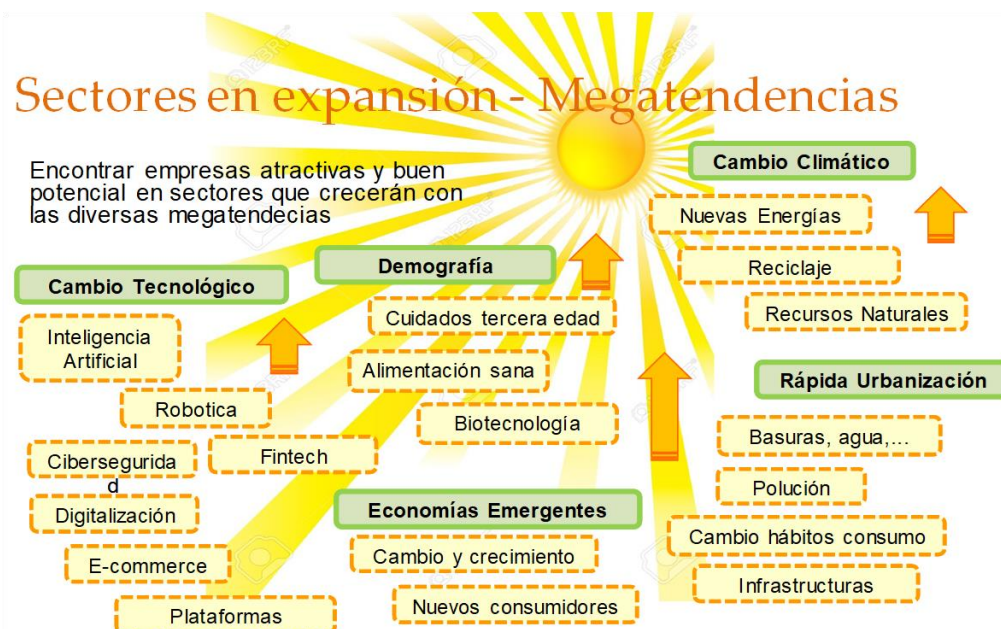 Sectores en expansión - Megatendencias
Encontrar empresas atractivas y buen
potencial en sectores que crecerán con
las diversas megatendecias
Cambio Tecnológico
Inteligencia
Artificial
Robotica
Cibersegurida
d
Fintech
Digitalización
E-commerce
Plataformas
Demografía
Cuidados tercera edad
Alimentación sana
Biotecnología
Economías Emergentes
Cambio y crecimiento
Nuevos consumidores
Cambio Climático
Nuevas Energías
Reciclaje
Recursos Naturales
Rápida Urbanización
Basuras, agua,...
Polución
Cambio hábitos consumo
Infrastructuras